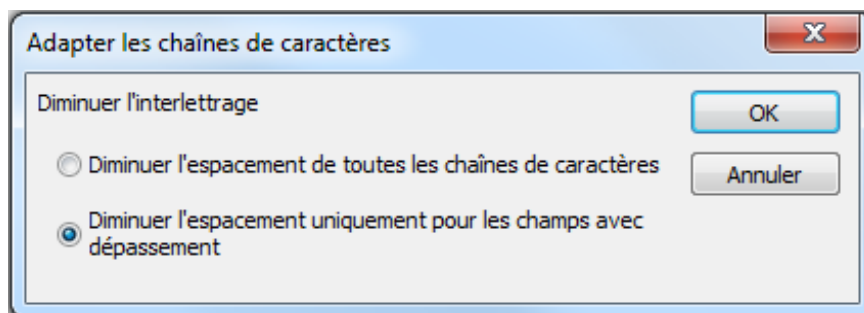 Adapter les chaînes de caractères
Diminuer l'interlettrage
OK
Diminuer l'espacement de toutes les chaînes de caractères
Annuler
Diminuer l'espacement uniquement pour les champs avec
dépassement